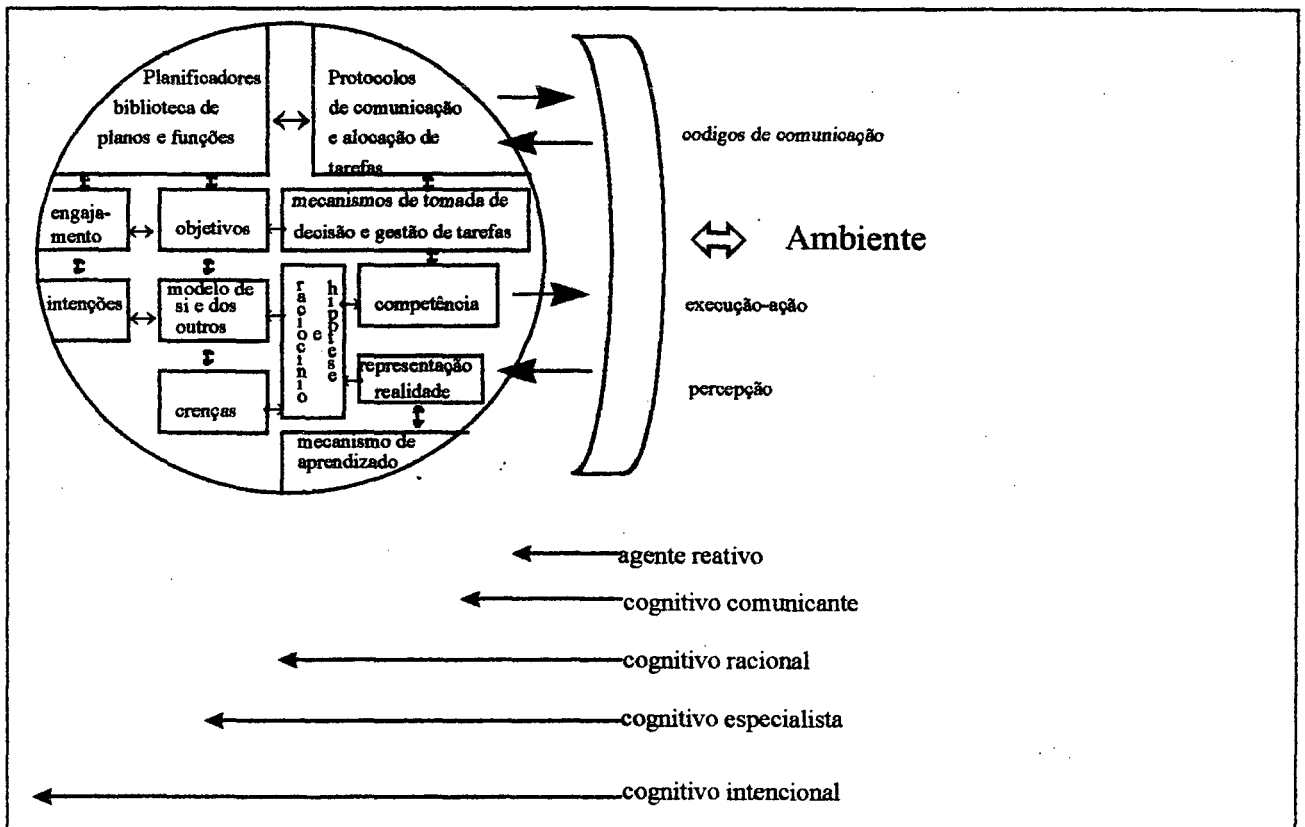 Planificadores
biblioteca de
planos e funções
Protocolos
de comunicação
e alocação de
tarefas
codigos de comunicação
engaja-
mento
objetivos
mecanismos de tomada de
decisão e gestão de tarefas
Ambiente
intenções
modelo de
si e dos
outros
raciocínio
e
hipótese
competência
execução-ação
crenças
representação
realidade
percepção
mecanismo de
aprendizado
agente reativo
cognitivo comunicante
cognitivo racional
cognitivo especialista
cognitivo intencional